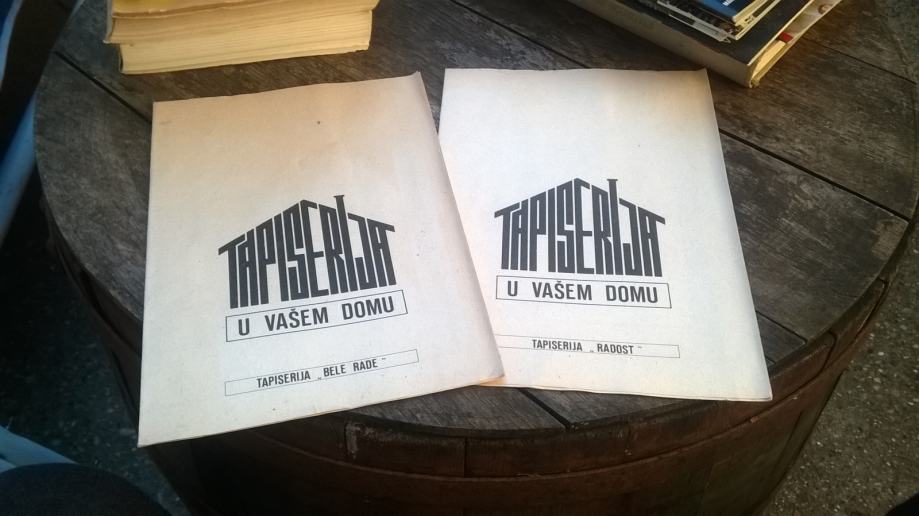 TAPISERIJA
U VAŠEM DOMU
TAPISERIJA „BELE RADE"
TAPISERIJA
U VAŠEM DOMU
TAPISERIJA „RADOST"